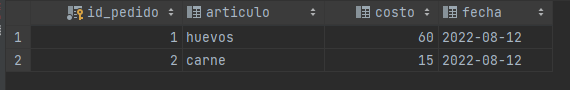 id_pedido articulo costo fecha
1 1 huevos 60 2022-08-12
2 2 carne 15 2022-08-12